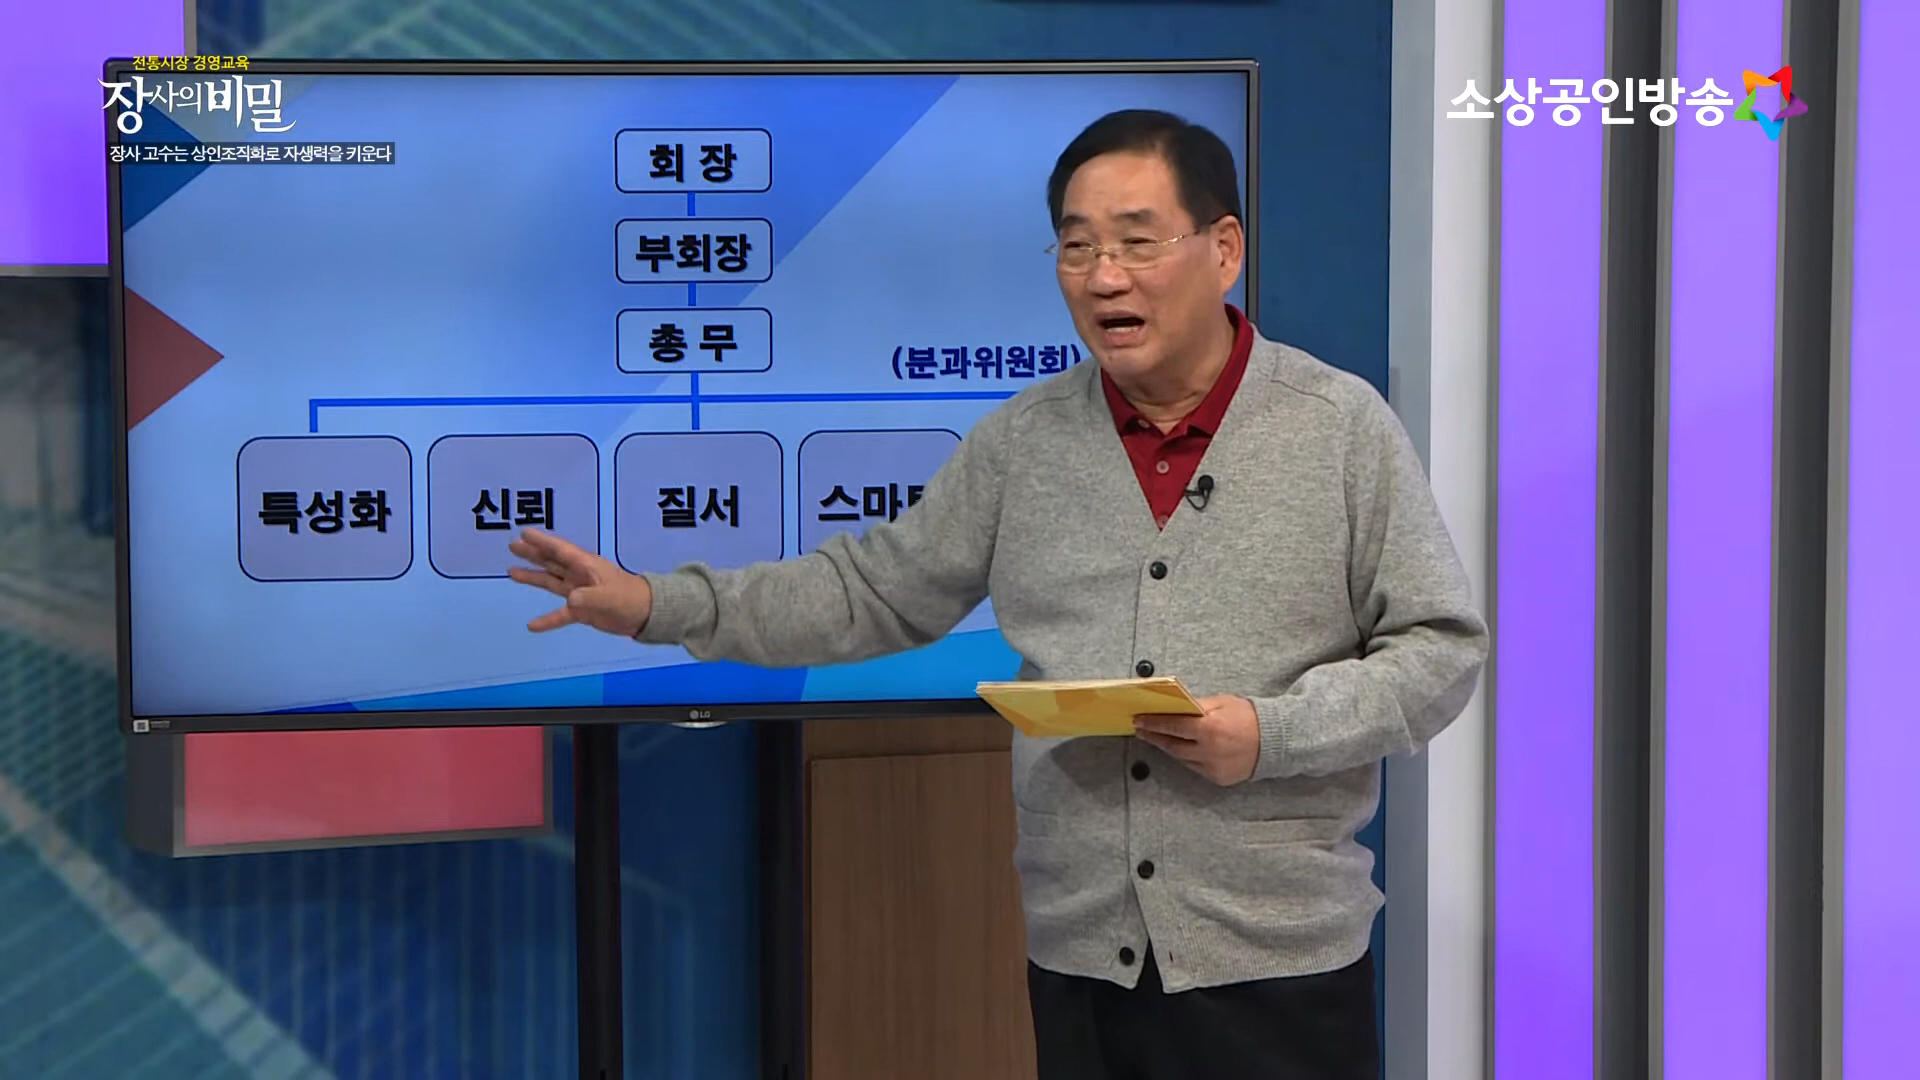 전통시장 경영교육
장사의비밀
장사 고수는 상인조직화로 자생력을 키운다
소상공인방송
회 장
부회장
총 무
(분과위원회)
특성화
신뢰
질서
LG